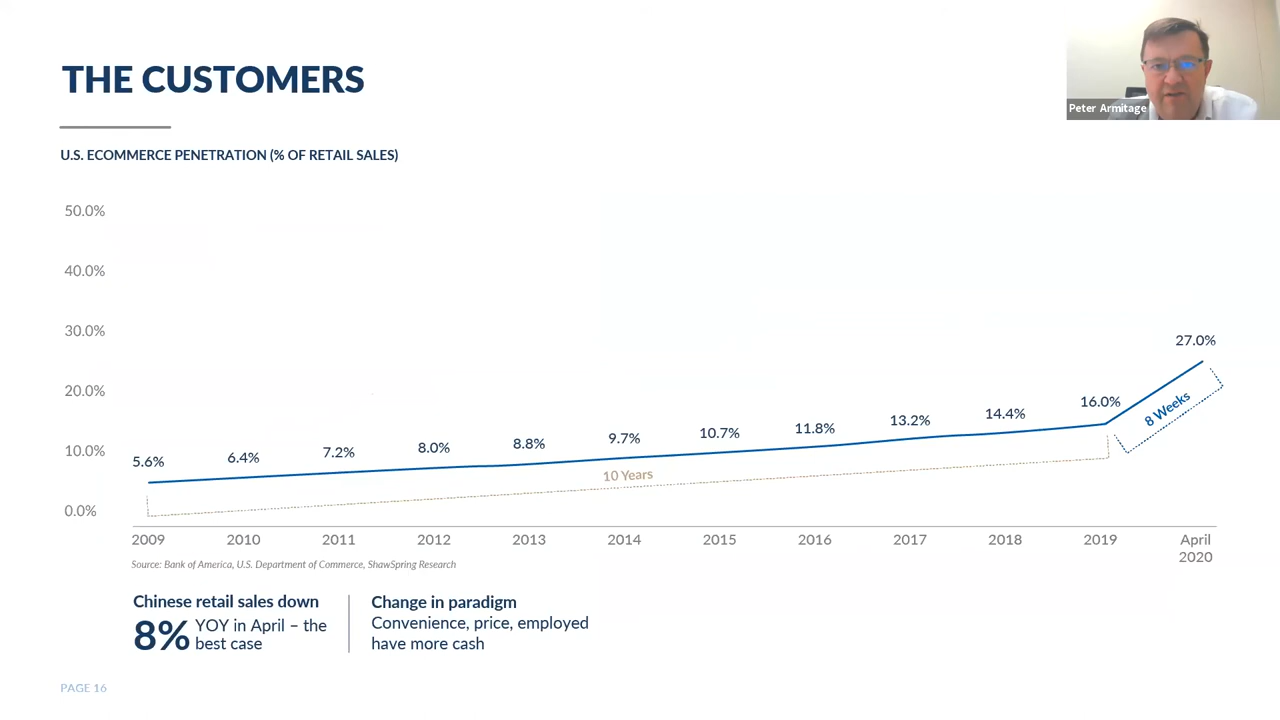 THE CUSTOMERS
Peter Armitage
U.S. ECOMMERCE PENETRATION (% OF RETAIL SALES)
50.0%
40.0%
30.0%
20.0%
10.0%
0.0%
5.6%
6.4%
7.2%
8.0%
8.8%
9.7%
10.7%
11.8%
13.2%
14.4%
16.0%
27.0%
10 Years
8 Weeks
2009
2010
2011
2012
2013
2014
2015
2016
2017
2018
2019
April
2020
Source: Bank of America, U.S. Department of Commerce, ShawSpring Research
Chinese retail sales down
8% YOY in April – the
best case
Change in paradigm
Convenience, price, employed
have more cash
PAGE 16